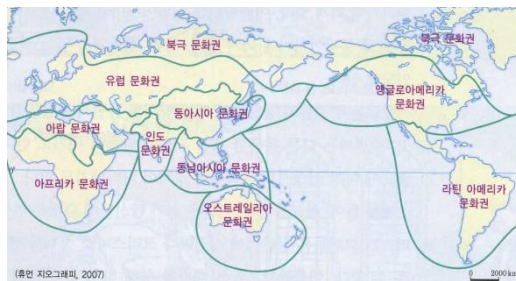 북극 문화권
북극 문화권
유럽 문화권
앵글로아메리카
문화권
동아시아 문화권
아랍 문화권
인도
문화권
동남아시아 문화권
아프리카 문화권
라틴 아메리카
문화권
오스트레일리아
문화권
(휴먼 지오그래피, 2007)
0 2000km